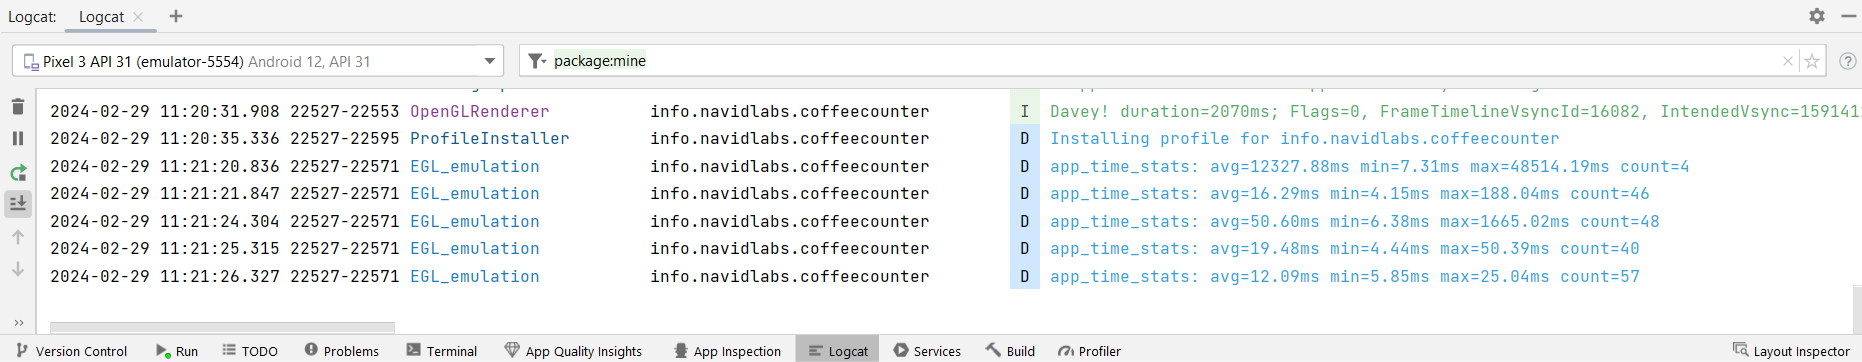 Logcat: Logcat
Pixel 3 API 31 (emulator-5554) Android 12, API 31 package:mine
2024-02-29 11:20:31.908 22527-22553 OpenGLRenderer info.navidlabs.coffeecounter I Davey! duration=2070ms; Flags=0, FrameTimelineVsyncId=16082, IntendedVsync=159141
2024-02-29 11:20:35.336 22527-22595 ProfileInstaller info.navidlabs.coffeecounter D Installing profile for info.navidlabs.coffeecounter
2024-02-29 11:21:20.836 22527-22571 EGL_emulation info.navidlabs.coffeecounter D app_time_stats: avg=12327.88ms min=7.31ms max=48514.19ms count=4
2024-02-29 11:21:21.847 22527-22571 EGL_emulation info.navidlabs.coffeecounter D app_time_stats: avg=16.29ms min=4.15ms max=188.04ms count=46
2024-02-29 11:21:24.304 22527-22571 EGL_emulation info.navidlabs.coffeecounter D app_time_stats: avg=50.60ms min=6.38ms max=1665.02ms count=48
2024-02-29 11:21:25.315 22527-22571 EGL_emulation info.navidlabs.coffeecounter D app_time_stats: avg=19.48ms min=4.44ms max=50.39ms count=40
2024-02-29 11:21:26.327 22527-22571 EGL_emulation info.navidlabs.coffeecounter D app_time_stats: avg=12.09ms min=5.85ms max=25.04ms count=57
Version Control Run TODO Problems Terminal App Quality Insights App Inspection Logcat Services Build Profiler Layout Inspector